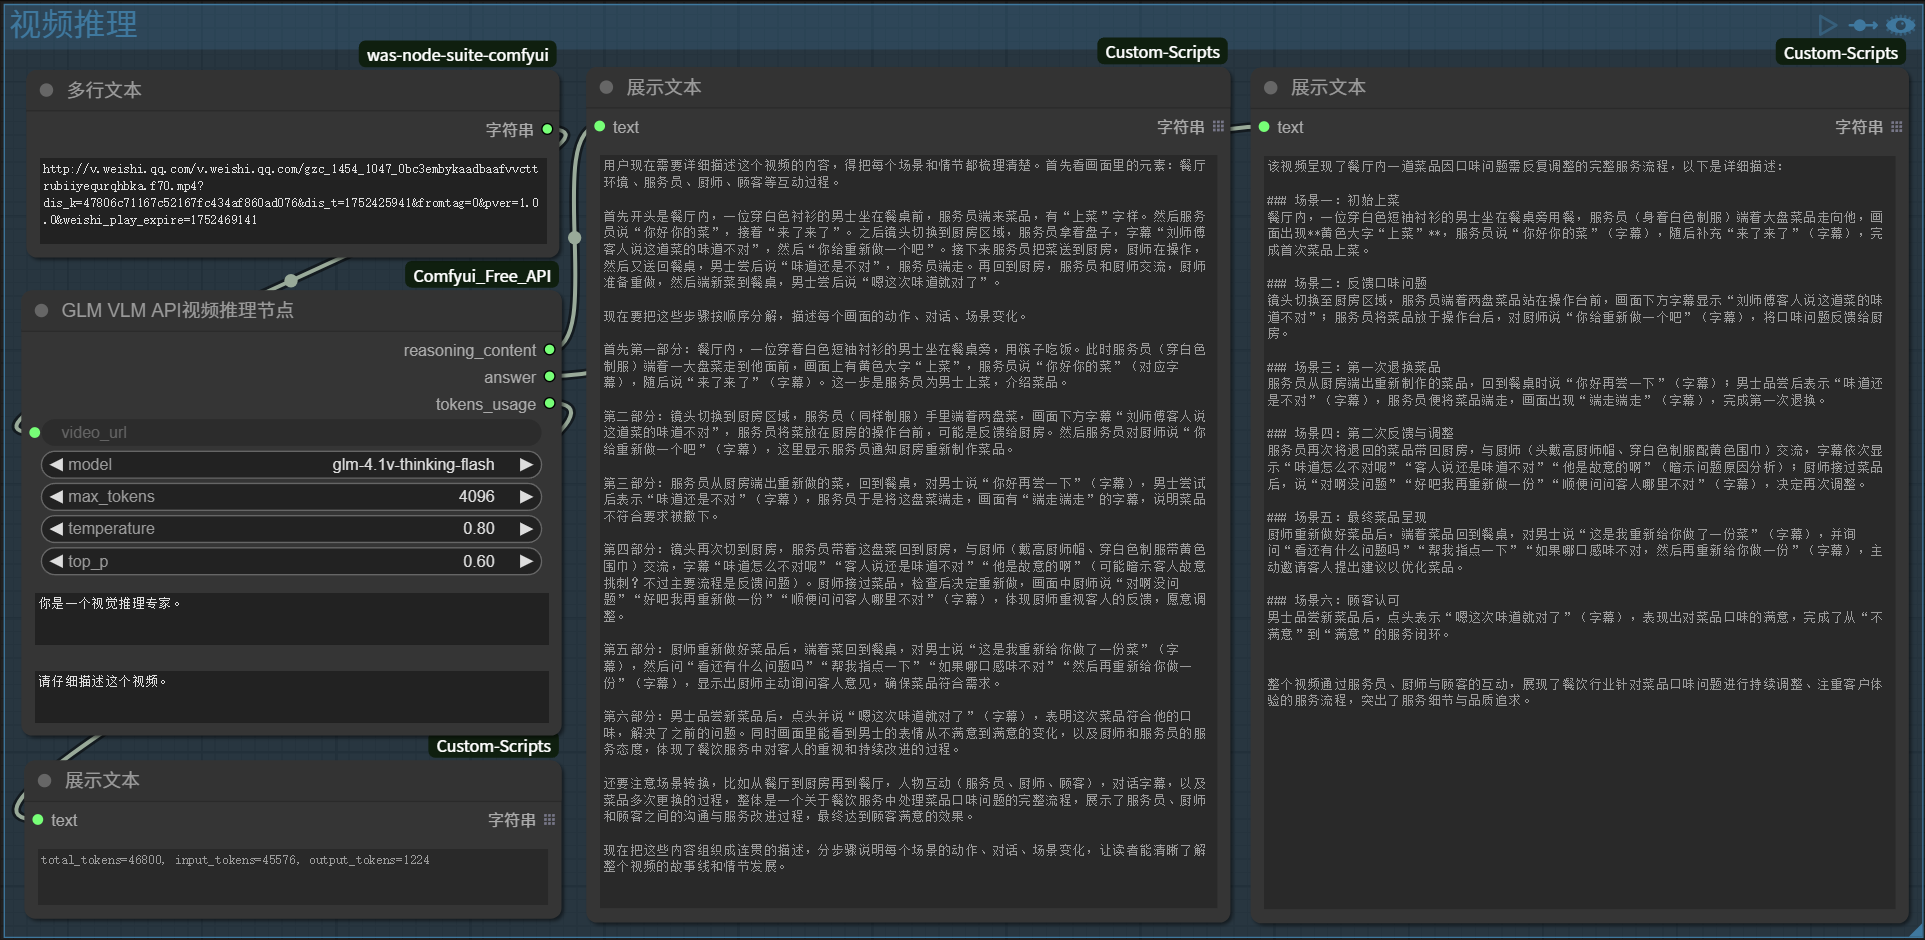 视频推理
was-node-suite-comfyui
多行文本
字符串
http://v.weishi.qq.com/v.weishi.qq.com/gzc_1454_1047_0bc3embykaadbaafvvctt
rubiiyequrqhbka.f70.mp4?
dis_k=47806c71167c52167fc434af860ad076&dis_t=1752425941&fromtag=0&pver=1.0
.0&weishi_play_expire=1752469141
Comfyui_Free_API
GLM VLM API视频推理节点
reasoning_content
answer
tokens_usage
video_url
model glm-4.1v-thinking-flash
max_tokens 4096
temperature 0.80
top_p 0.60
你是一个视觉推理专家。
请仔细描述这个视频。
Custom-Scripts
展示文本
text 字符串
total_tokens=46800, input_tokens=45576, output_tokens=1224
Custom-Scripts
展示文本
text 字符串
用户现在需要详细描述这个视频的内容，得把每个场景和情节都梳理清楚。首先看画面里的元素：餐厅
环境、服务员、厨师、顾客等互动过程。
首先开头是餐厅内，一位穿白色衬衫的男士坐在餐桌前，服务员端来菜品，有“上菜”字样。然后服务
员说“你好你的菜”，接着“来了来了”。之后镜头切换到厨房区域，服务员拿着盘子，字幕“刘师傅
客人说这道菜的味道不对”，然后“你给重新做一个吧”。接下来服务员把菜送到厨房，厨师在操作，
然后又送回餐桌，男士尝后说“味道还是不对”，服务员端走。再回到厨房，服务员和厨师交流，厨师
准备重做，然后端新菜到餐桌，男士尝后说“嗯这次味道就对了”。
现在要把这些步骤按顺序分解，描述每个画面的动作、对话、场景变化。
首先第一部分：餐厅内，一位穿着白色短袖衬衫的男士坐在餐桌旁，用筷子吃饭。此时服务员（穿白色
制服）端着一大盘菜走到他面前，画面上有黄色大字“上菜”，服务员说“你好你的菜”（对应字
幕），随后说“来了来了”（字幕）。这一步是服务员为男士上菜，介绍菜品。
第二部分：镜头切换到厨房区域，服务员（同样制服）手里端着两盘菜，画面下方字幕“刘师傅客人说
这道菜的味道不对”，服务员将菜放在厨房的操作台前，可能是反馈给厨房。然后服务员对厨师说“你
给重新做一个吧”（字幕），这里显示服务员通知厨房重新制作菜品。
第三部分：服务员从厨房端出重新做的菜，回到餐桌，对男士说“你好再尝一下”（字幕），男士尝试
后表示“味道还是不对”（字幕），服务员于是将这盘菜端走，画面有“端走端走”的字幕，说明菜品
不符合要求被撤下。
第四部分：镜头再次切到厨房，服务员带着这盘菜回到厨房，与厨师（戴高厨师帽、穿白色制服带黄色
围巾）交流，字幕“味道怎么不对呢”“客人说还是味道不对”“他是故意的啊”（可能暗示客人故意
挑刺？不过主要流程是反馈问题）。厨师接过菜品，检查后决定重新做，画面中厨师说“对啊没问
题”“好吧我再重新做一份”“顺便问问客人哪里不对”（字幕），体现厨师重视客人的反馈，愿意调
整。
第五部分：厨师重新做好菜品后，端着菜回到餐桌，对男士说“这是我重新给你做了一份菜”（字
幕），然后问“看还有什么问题吗”“帮我指点一下”“如果哪口感味不对”“然后再重新给你做一
份”（字幕），显示出厨师主动询问客人意见，确保菜品符合需求。
第六部分：男士品尝新菜品后，点头并说“嗯这次味道就对了”（字幕），表明这次菜品符合他的口
味，解决了之前的问题。同时画面里能看到男士的表情从不满意到满意的变化，以及厨师和服务员的服
务态度，体现了餐饮服务中对客人的重视和持续改进的过程。
还要注意场景转换，比如从餐厅到厨房再到餐厅，人物互动（服务员、厨师、顾客），对话字幕，以及
菜品多次更换的过程，整体是一个关于餐饮服务中处理菜品口味问题的完整流程，展示了服务员、厨师
和顾客之间的沟通与服务改进过程，最终达到顾客满意的效果。
现在把这些内容组织成连贯的描述，分步骤说明每个场景的动作、对话、场景变化，让读者能清晰了解
整个视频的故事线和情节发展。
Custom-Scripts
展示文本
text 字符串
该视频呈现了餐厅内一道菜品因口味问题需反复调整的完整服务流程，以下是详细描述：
### 场景一：初始上菜
餐厅内，一位穿白色短袖衬衫的男士坐在餐桌旁用餐，服务员（身着白色制服）端着大盘菜品走向他，画
面出现**黄色大字“上菜”**，服务员说“你好你的菜”（字幕），随后补充“来了来了”（字幕），完
成首次菜品上菜。
### 场景二：反馈口味问题
镜头切换至厨房区域，服务员端着两盘菜品站在操作台前，画面下方字幕显示“刘师傅客人说这道菜的味
道不对”；服务员将菜品放于操作台后，对厨师说“你给重新做一个吧”（字幕），将口味问题反馈给厨
房。
### 场景三：第一次退换菜品
服务员从厨房端出重新制作的菜品，回到餐桌时说“你好再尝一下”（字幕）；男士品尝后表示“味道还
是不对”（字幕），服务员便将菜品端走，画面出现“端走端走”（字幕），完成第一次退换。
### 场景四：第二次反馈与调整
服务员再次将退回的菜品带回厨房，与厨师（头戴高厨师帽、穿白色制服配黄色围巾）交流，字幕依次显
示“味道怎么不对呢”“客人说还是味道不对”“他是故意的啊”（暗示问题原因分析）；厨师接过菜品
后，说“对啊没问题”“好吧我再重新做一份”“顺便问问客人哪里不对”（字幕），决定再次调整。
### 场景五：最终菜品呈现
厨师重新做好菜品后，端着菜品回到餐桌，对男士说“这是我重新给你做了一份菜”（字幕），并询
问“看还有什么问题吗”“帮我指点一下”“如果哪口感味不对，然后再重新给你做一份”（字幕），主
动邀请客人提出建议以优化菜品。
### 场景六：顾客认可
男士品尝新菜品后，点头表示“嗯这次味道就对了”（字幕），表现出对菜品口味的满意，完成了从“不
满意”到“满意”的服务闭环。
整个视频通过服务员、厨师与顾客的互动，展现了餐饮行业针对菜品口味问题进行持续调整、注重客户体
验的服务流程，突出了服务细节与品质追求。